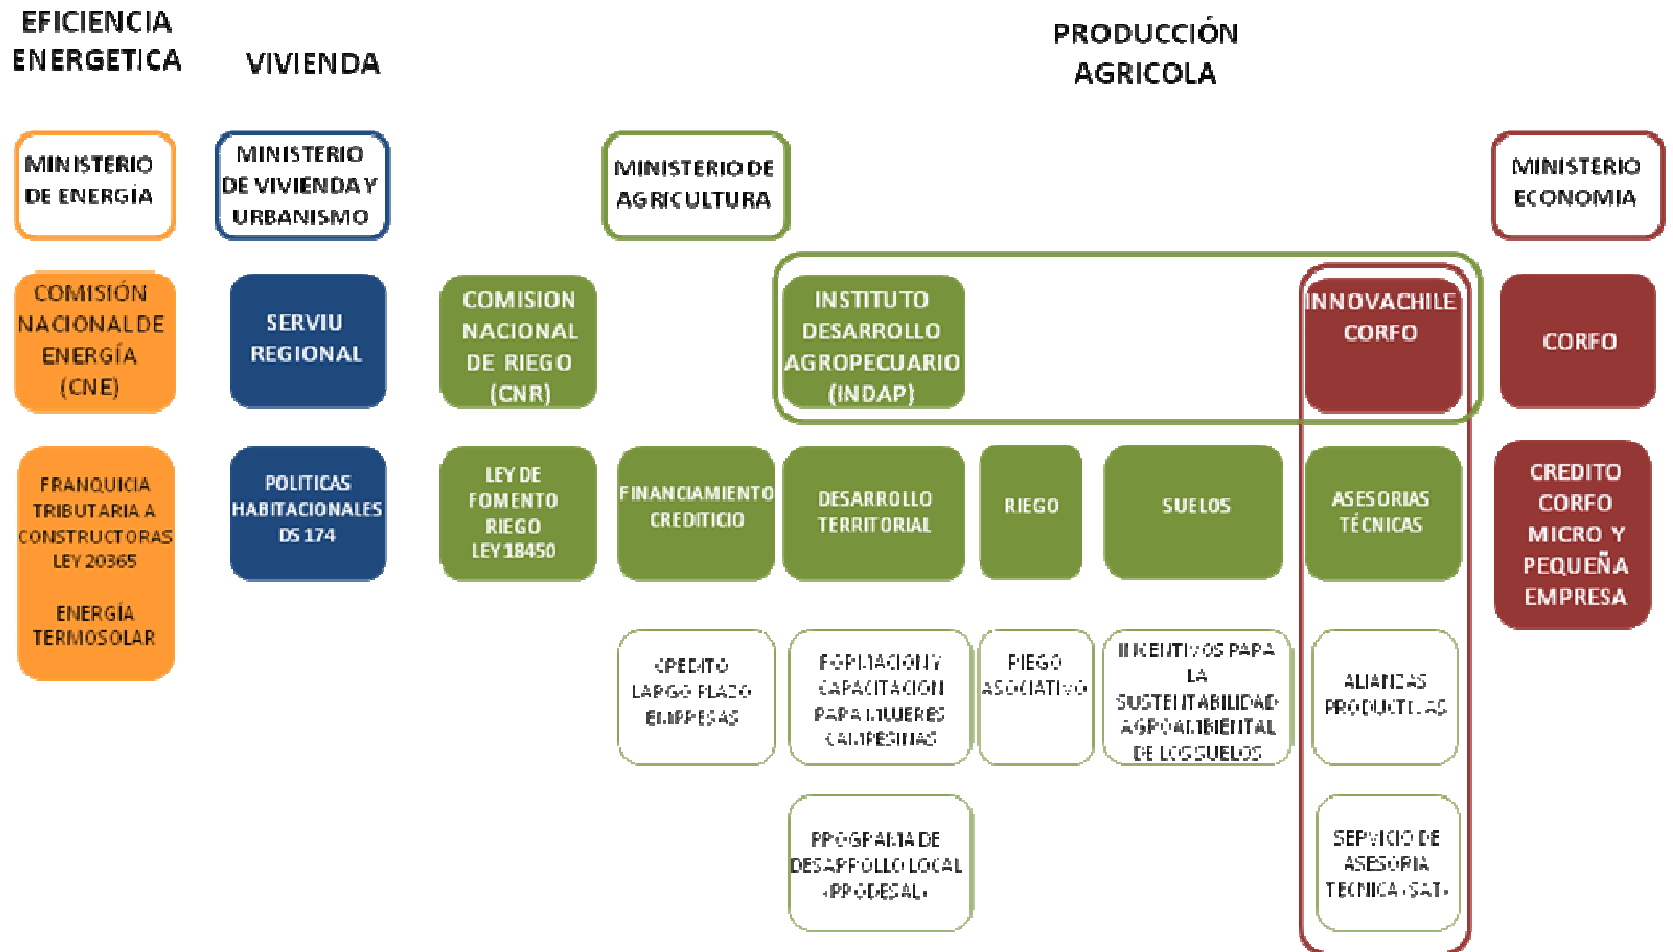 EFICIENCIA
ENERGETICA
VIVIENDA
PRODUCCIÓN
AGRICOLA
MINISTERIO
DE ENERGÍA
MINISTERIO
DE VIVIENDA Y
URBANISMO
MINISTERIO DE
AGRICULTURA
MINISTERIO
ECONOMIA
COMISIÓN
NACIONAL DE
ENERGÍA
(CNE)
SERVIU
REGIONAL
COMISION
NACIONAL
DE RIEGO
(CNR)
INSTITUTO
DESARROLLO
AGROPECUARIO
(INDAP)
INNOVACHILE
CORFO
CORFO
FRANQUICIA
TRIBUTARIA A
CONSTRUCTORAS
LEY 20365
ENERGÍA
TERMOSOLAR
POLITICAS
HABITACIONALES
DS 174
LEY DE
FOMENTO
RIEGO
LEY 18450
FINANCIAMIENTO
CREDITICIO
DESARROLLO
TERRITORIAL
RIEGO
SUELOS
ASESORIAS
TÉCNICAS
CREDITO
CORFO
MICRO Y
PEQUEÑA
EMPRESA
CREDITO
LARGO PLAZO
EMPRESAS
FORMACION Y
CAPACITACION
PARA MUJERES
CAMPESINAS
RIEGO
ASOCIATIVO
INCENTIVOS PARA
LA
SUSTENTABILIDAD
AGROAMBIENTAL
DE LOS SUELOS
ALIANZAS
PRODUCTIVAS
PROGRAMA DE
DESARROLLO LOCAL
«PRODESAL»
SERVICIO DE
ASESORIA
TECNICA «SAT»